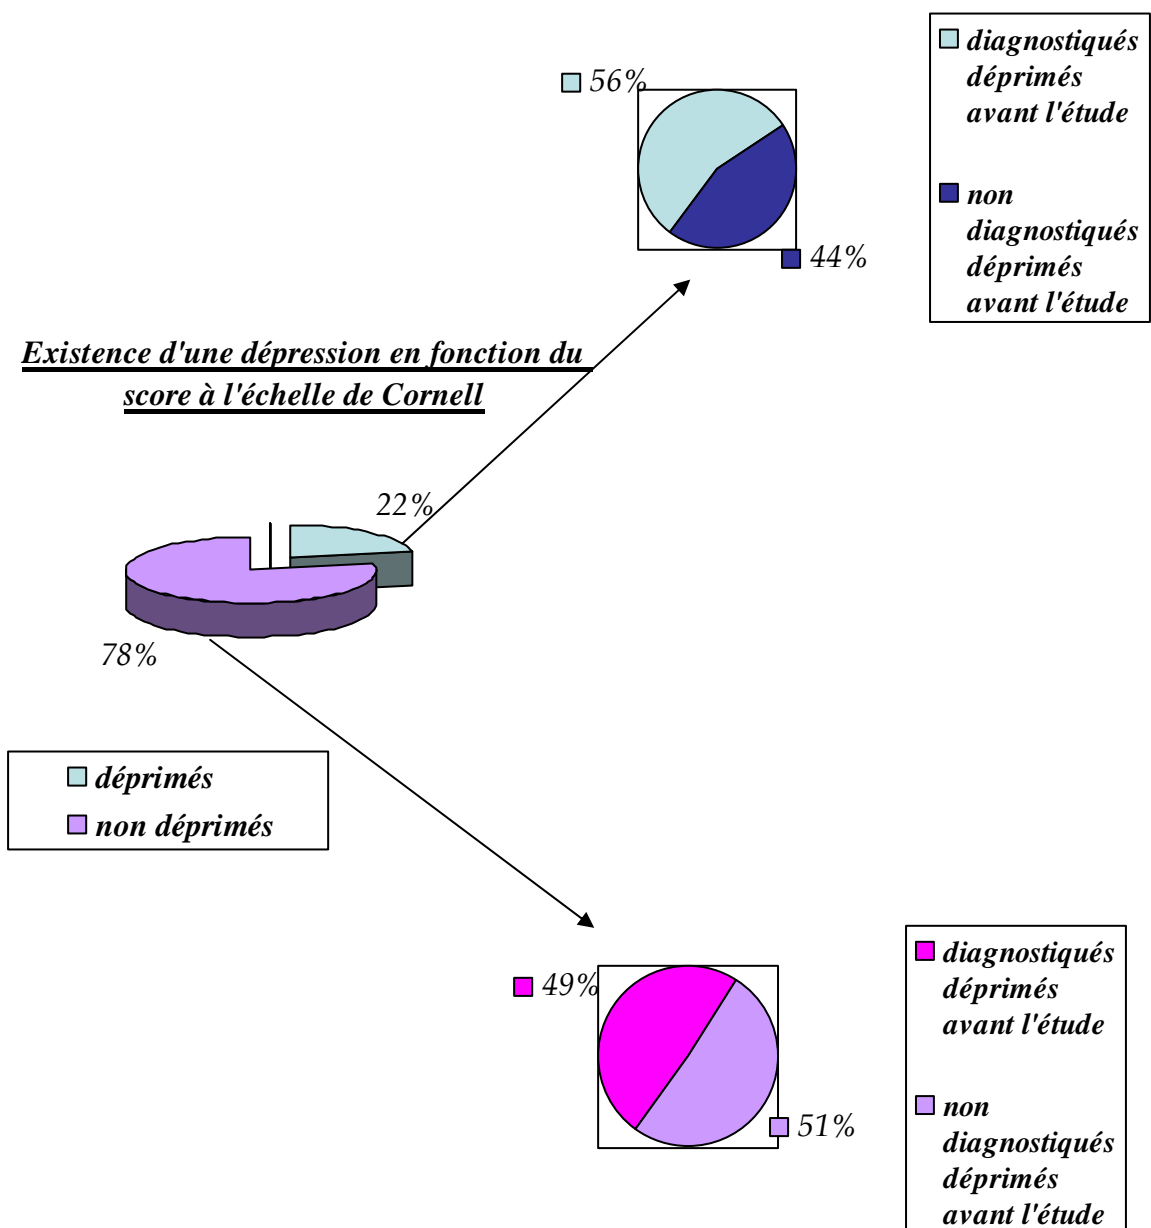 56%
44%
diagnostiqués
déprimés
avant l'étude
non
diagnostiqués
déprimés
avant l'étude
Existence d'une dépression en fonction du
score à l'échelle de Cornell
22%
78%
déprimés
non déprimés
49%
51%
diagnostiqués
déprimés
avant l'étude
non
diagnostiqués
déprimés
avant l'étude